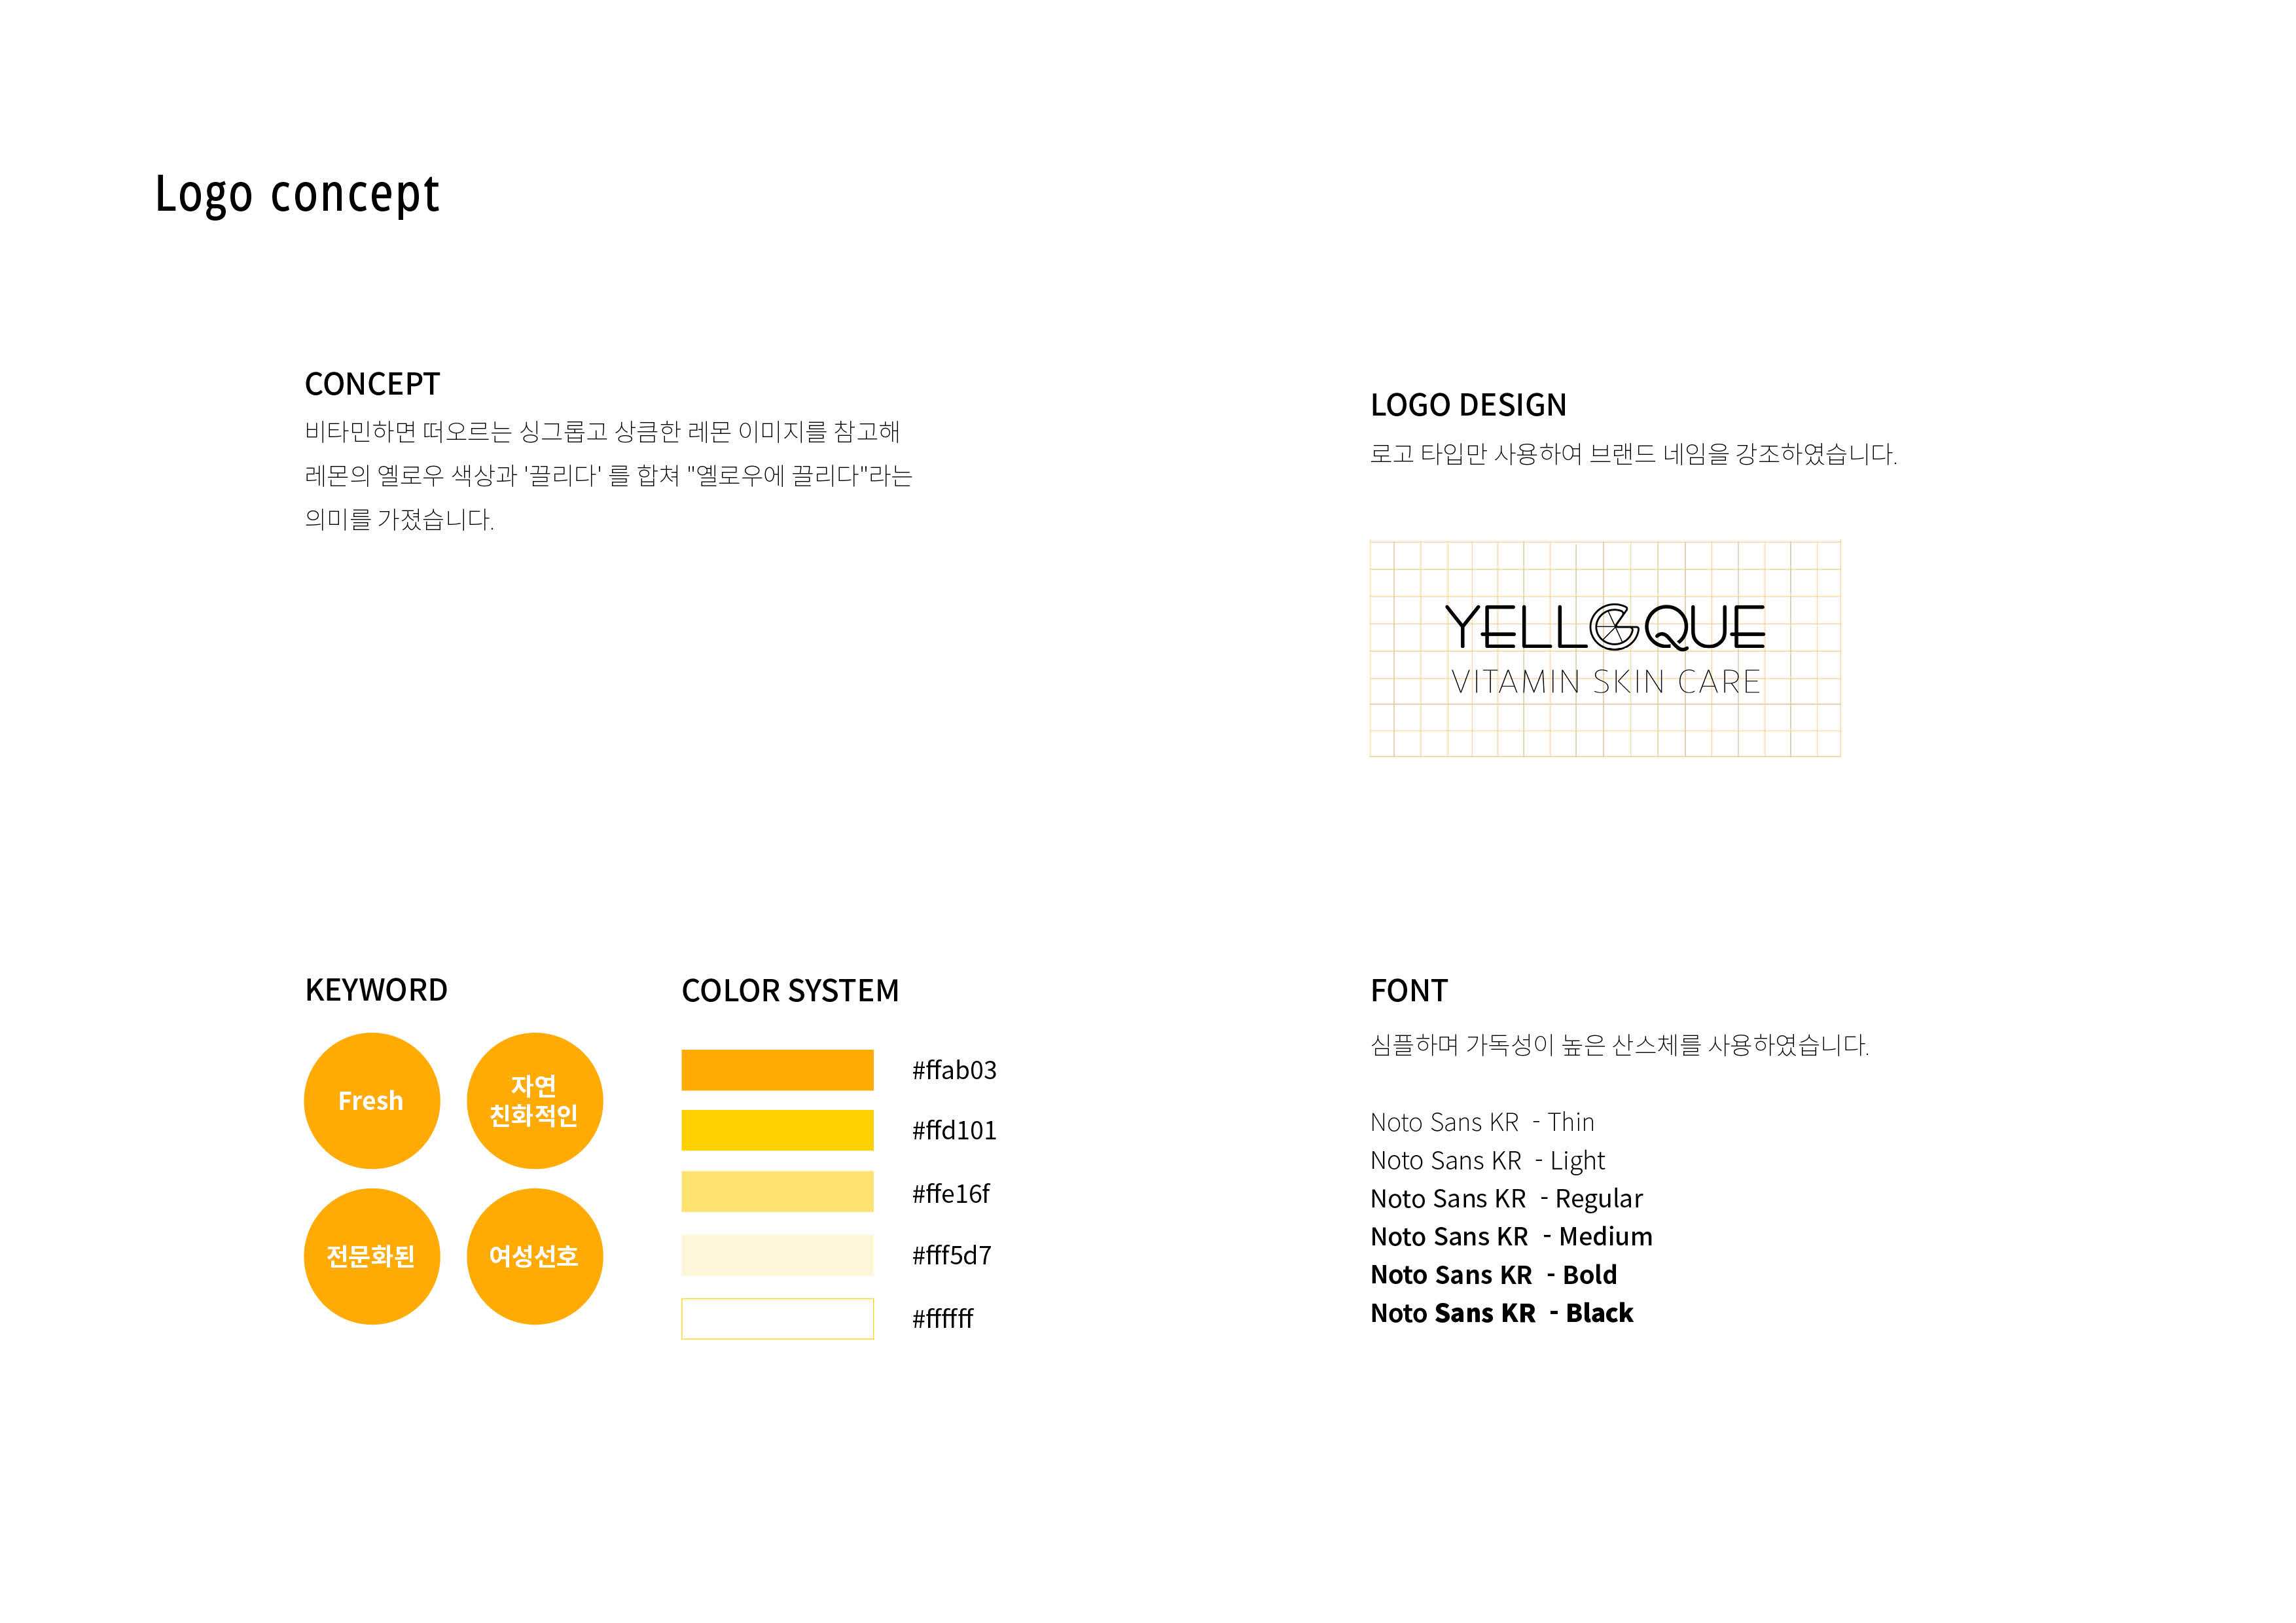 Logo concept
CONCEPT
비타민하면 떠오르는 싱그롭고 상큼한 레몬 이미지를 참고해
레몬의 옐로우 색상과 '끌리다' 를 합쳐 "옐로우에 끌리다"라는
의미를 가졌습니다.
LOGO DESIGN
로고 타입만 사용하여 브랜드 네임을 강조하였습니다.
YELLOQUE
VITAMIN SKIN CARE
KEYWORD
Fresh
자연
친화적인
전문화된
여성선호
COLOR SYSTEM
#ffab03
#ffd101
#ffe16f
#fff5d7
#ffffff
FONT
심플하며 가독성이 높은 산스체를 사용하였습니다.
Noto Sans KR - Thin
Noto Sans KR - Light
Noto Sans KR - Regular
Noto Sans KR - Medium
Noto Sans KR - Bold
Noto Sans KR - Black